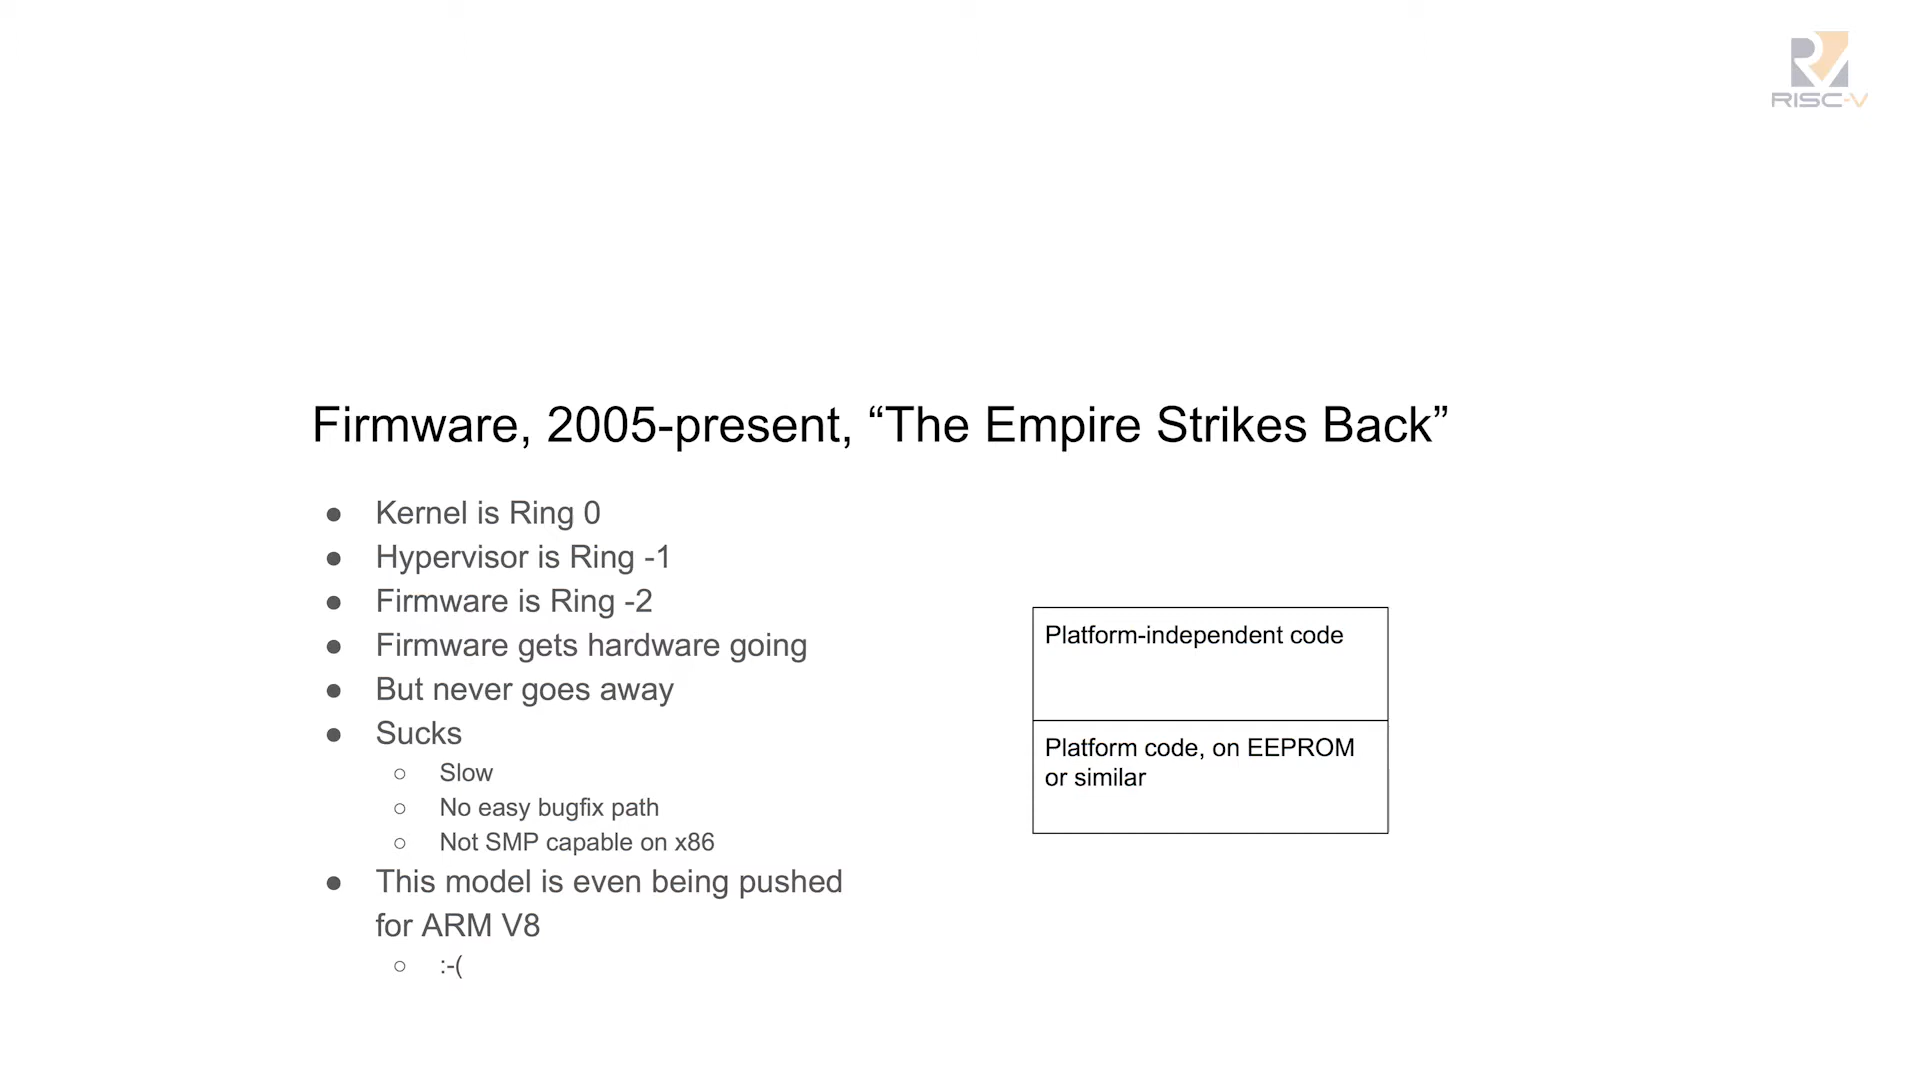 RISC-V
Firmware, 2005-present, “The Empire Strikes Back”
● Kernel is Ring 0
● Hypervisor is Ring -1
● Firmware is Ring -2
● Firmware gets hardware going
● But never goes away
● Sucks
○ Slow
○ No easy bugfix path
○ Not SMP capable on x86
● This model is even being pushed
for ARM V8
○ :-(
Platform-independent code
Platform code, on EEPROM
or similar